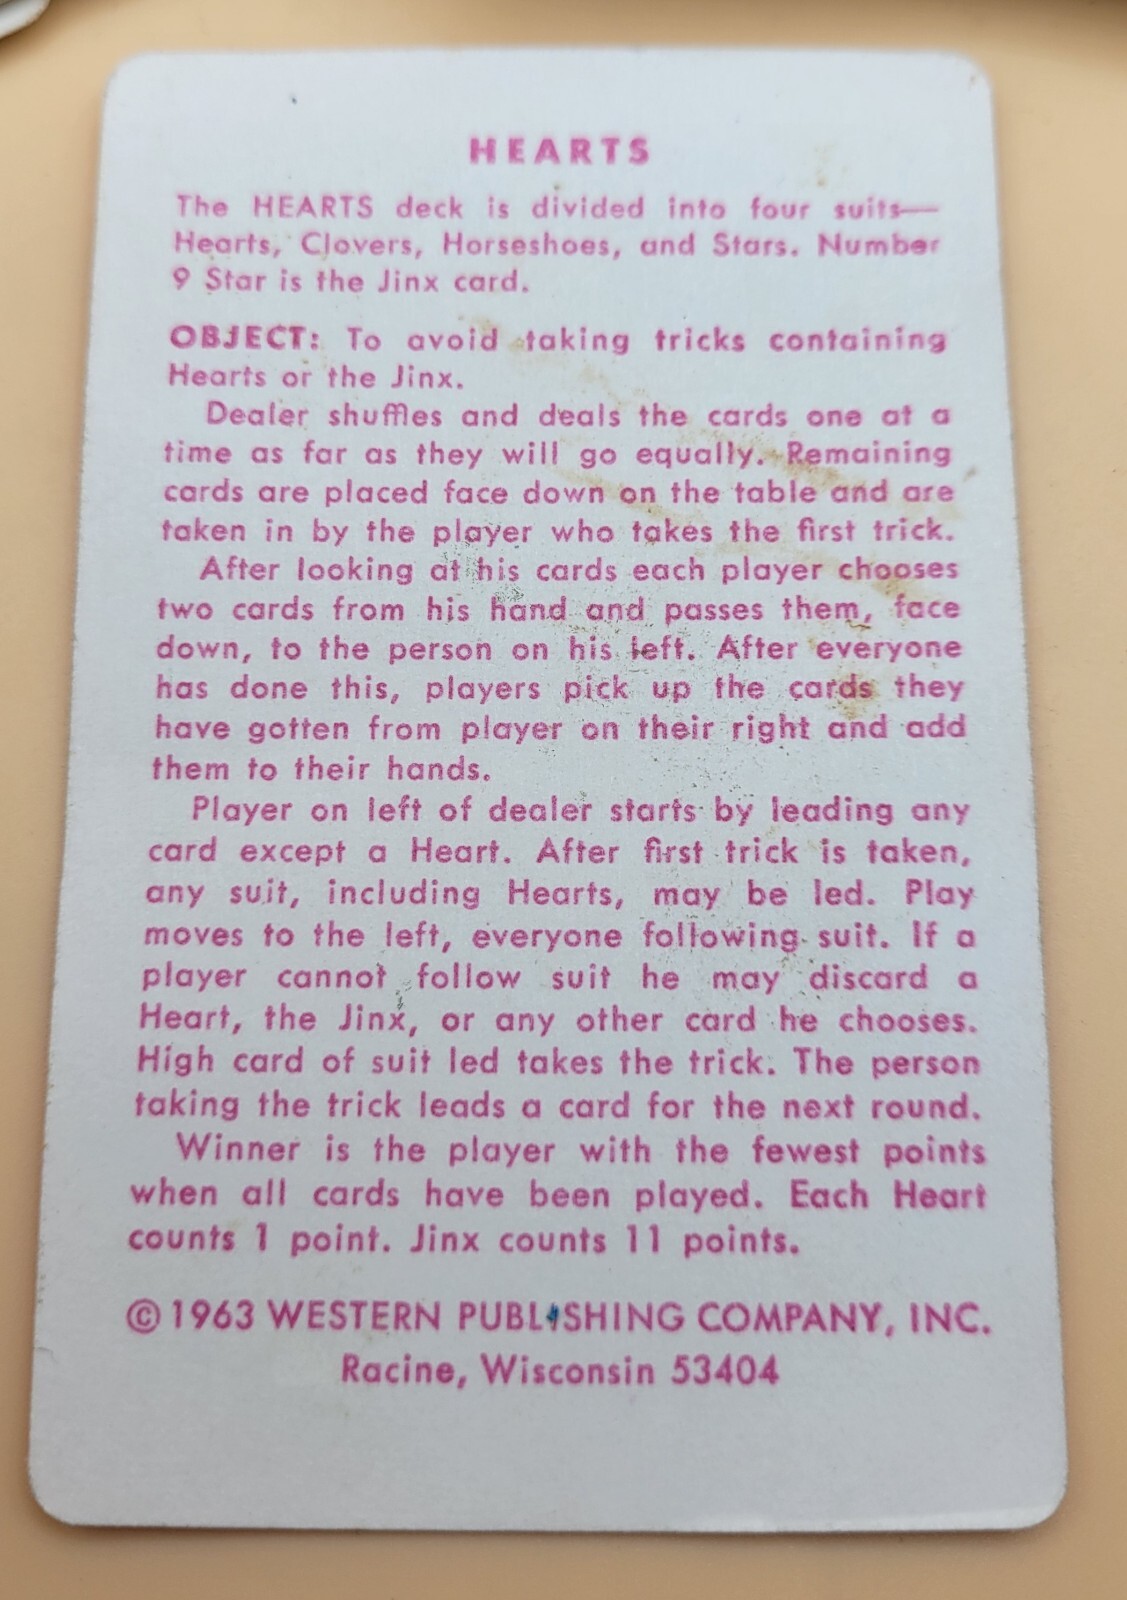 HEARTS
The HEARTS deck is divided into four suits—
Hearts, Clovers, Horseshoes, and Stars. Number
9 Star is the Jinx card.
OBJECT: To avoid taking tricks containing
Hearts or the Jinx.
Dealer shuffles and deals the cards one at a
time as far as they will go equally. Remaining
cards are placed face down on the table and are
taken in by the player who takes the first trick.
After looking at his cards each player chooses
two cards from his hand and passes them, face
down, to the person on his left. After everyone
has done this, players pick up the cards they
have gotten from player on their right and add
them to their hands.
Player on left of dealer starts by leading any
card except a Heart. After first trick is taken,
any suit, including Hearts, may be led. Play
moves to the left, everyone following suit. If a
player cannot follow suit he may discard a
Heart, the Jinx, or any other card he chooses.
High card of suit led takes the trick. The person
taking the trick leads a card for the next round.
Winner is the player with the fewest points
when all cards have been played. Each Heart
counts 1 point. Jinx counts 11 points.
© 1963 WESTERN PUBLISHING COMPANY, INC.
Racine, Wisconsin 53404